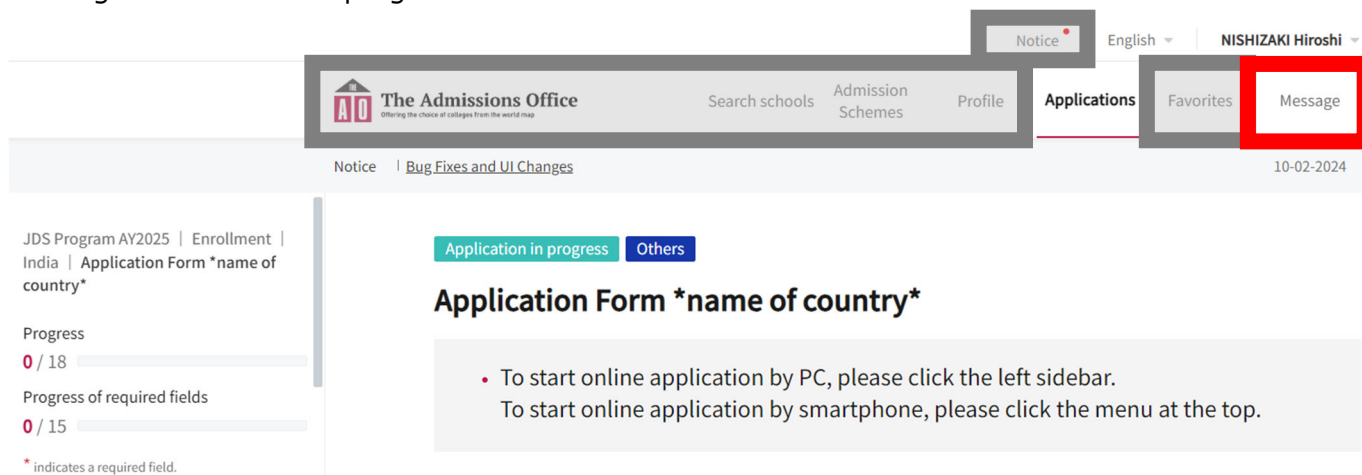 Notice English NISHIZAKI Hiroshi
THE
AO The Admissions Office
Offering the choice of colleges from the world map
Search schools Admission Schemes Profile Applications Favorites Message
Notice | Bug Fixes and UI Changes 10-02-2024
JDS Program AY2025 | Enrollment |
India | Application Form *name of
country*
Progress
0 / 18
Progress of required fields
0 / 15
* indicates a required field.
Application in progress Others
Application Form *name of country*
• To start online application by PC, please click the left sidebar.
To start online application by smartphone, please click the menu at the top.